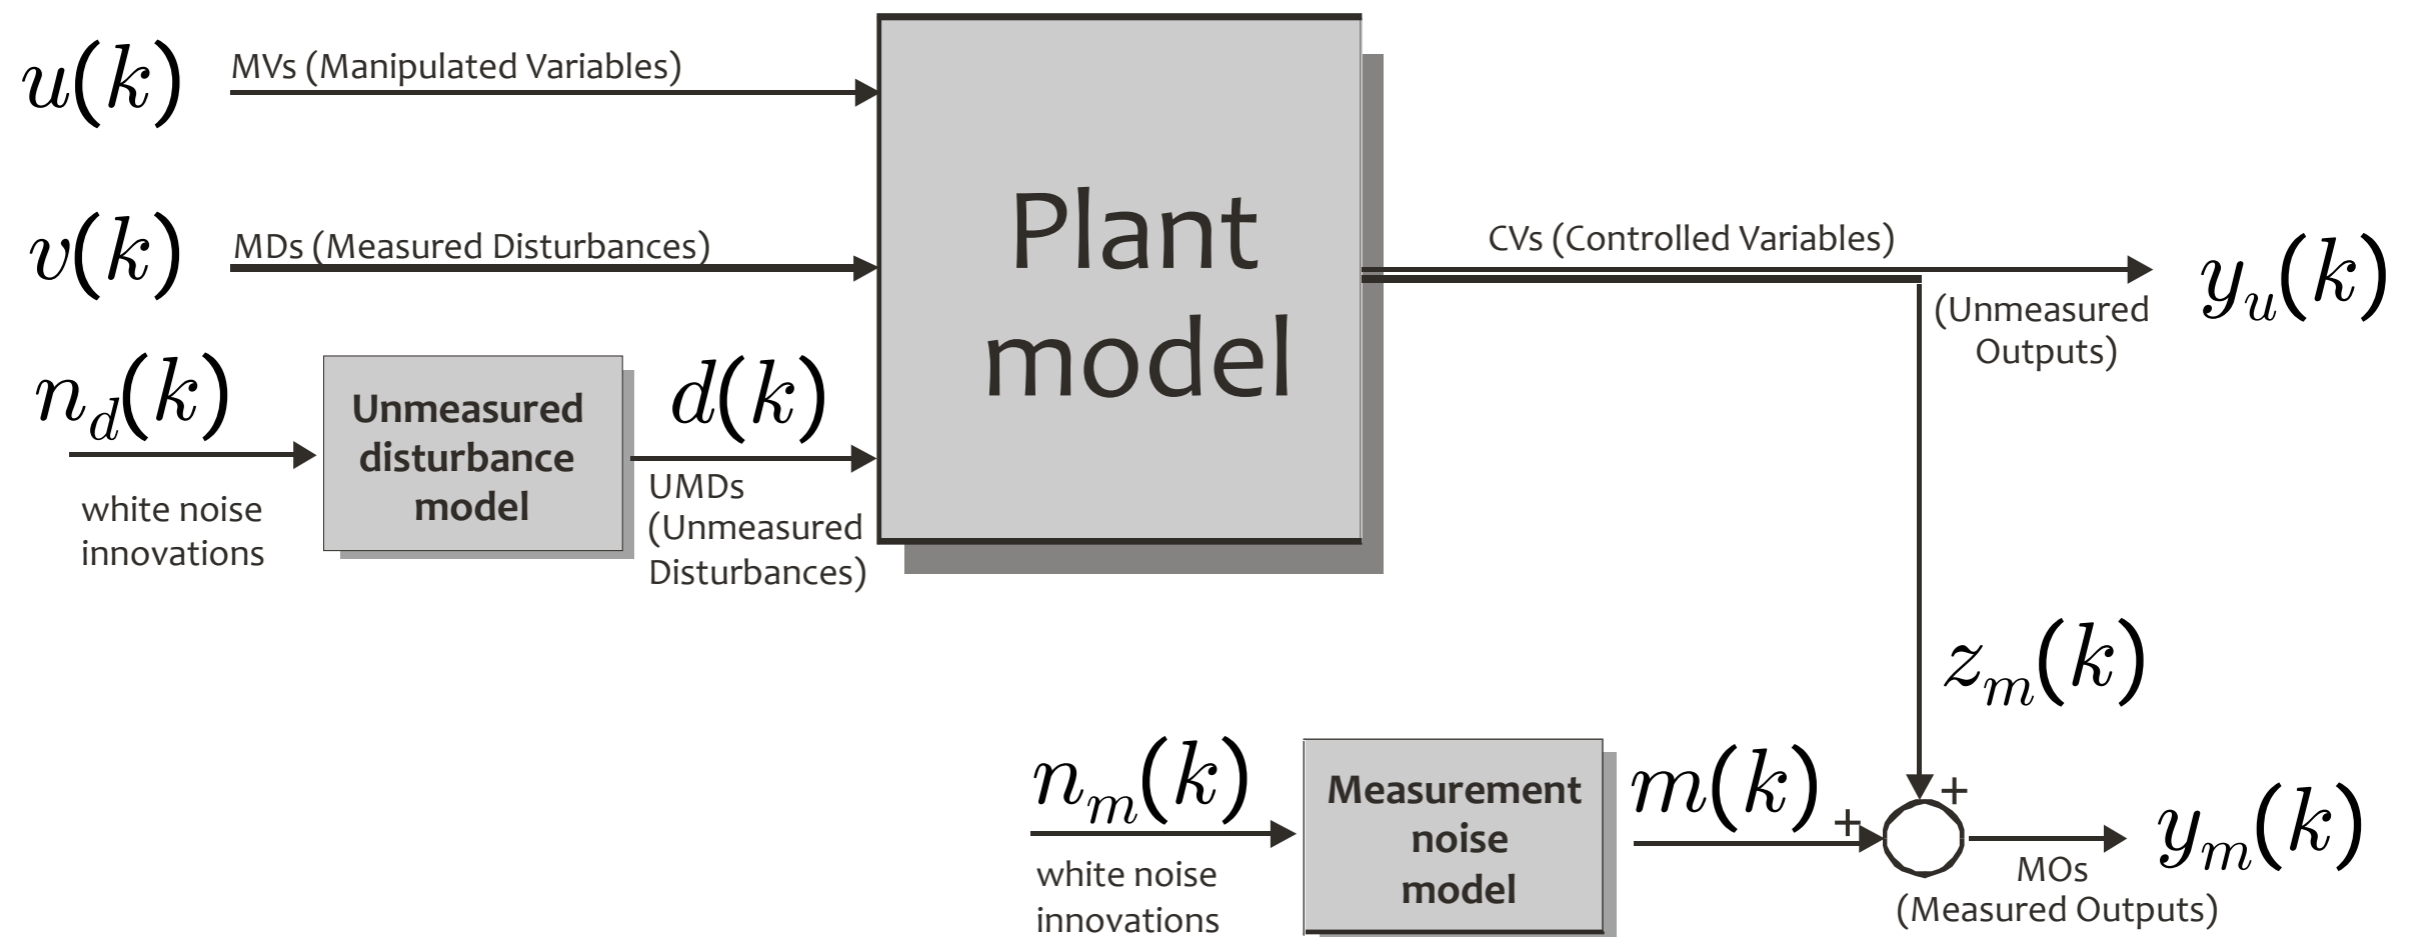 u(k)
MVs (Manipulated Variables)
v(k)
MDs (Measured Disturbances)
n_d(k)
white noise
innovations
Unmeasured
disturbance
model
d(k)
UMDs
(Unmeasured
Disturbances)
Plant
model
CVs (Controlled Variables)
(Unmeasured
Outputs)
y_u(k)
z_m(k)
n_m(k)
white noise
innovations
Measurement
noise
model
m(k)
+
+
MOs
(Measured Outputs)
y_m(k)